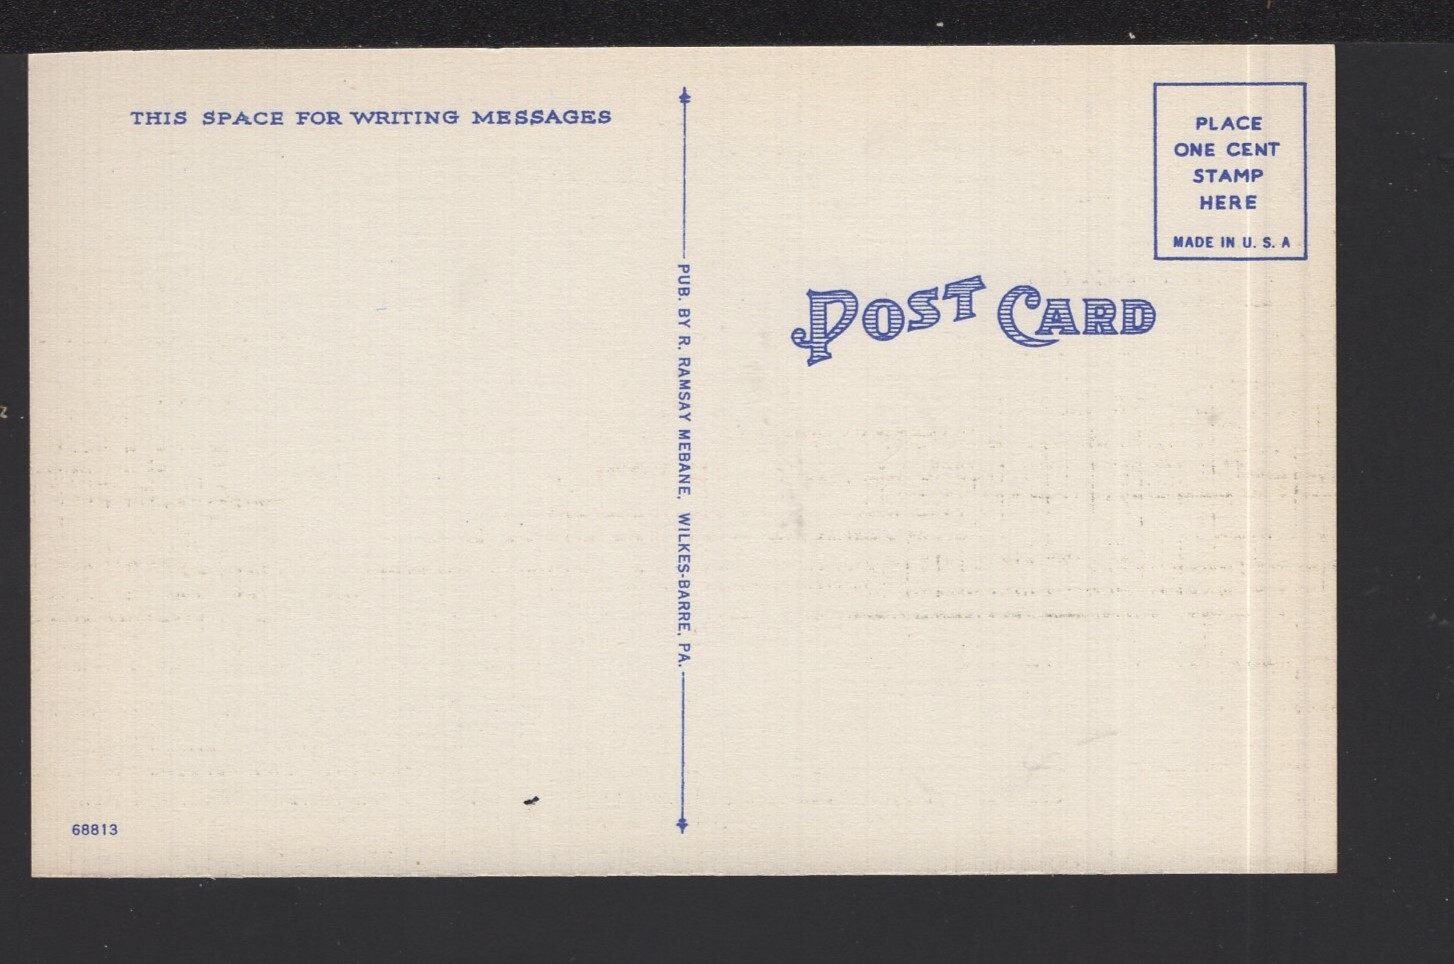 THIS SPACE FOR WRITING MESSAGES
PLACE
ONE CENT
STAMP
HERE
MADE IN U. S. A
POST CARD
PUB. BY R. RAMSAY MEBANE, WILKES-BARRE, PA.
68813